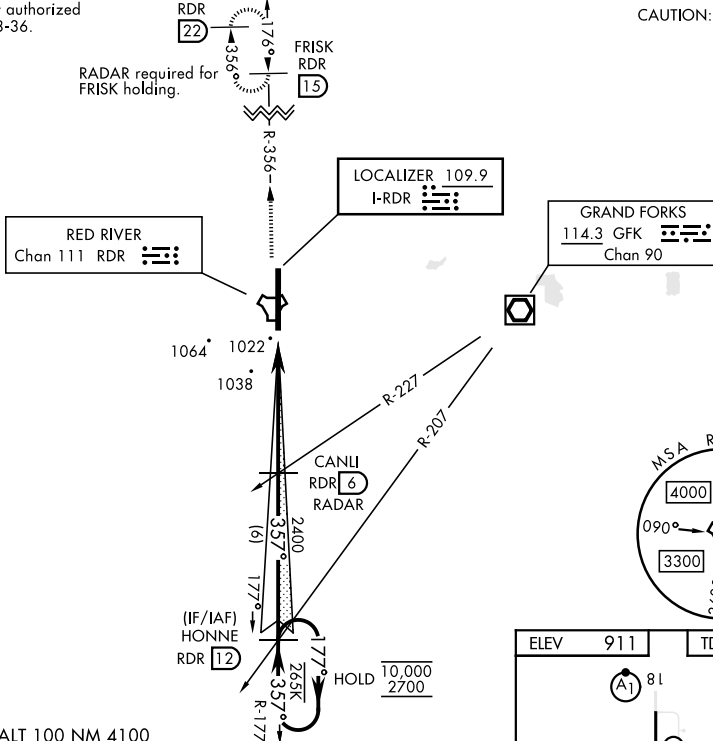 authorized
3-36.
CAUTION:
RDR
22
176°
356°
FRISK
RDR
15
RADAR required for
FRISK holding.
R-356
LOCALIZER 109.9
I-RDR
RED RIVER
Chan 111 RDR
GRAND FORKS
114.3 GFK
Chan 90
1064
1022
1038
R-227
R-207
CANLI
RDR 6
RADAR
2400
357°
(6)
177°
MSA R
4000
090°
3300
(IF/IAF)
HONNE
RDR 12
177°
265K
357°
R-177
HOLD 10,000
2700
ELEV 911
TD
A1
18
ALT 100 NM 4100